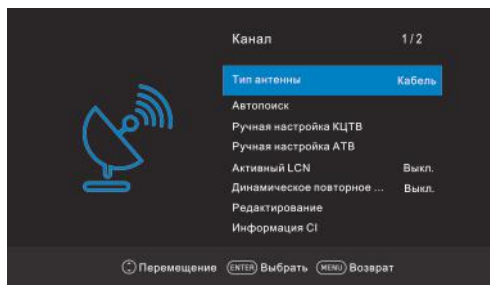 Канал 1/2
Тип антенны Кабель
Автопоиск
Ручная настройка КЦТВ
Ручная настройка АТВ
Активный LCN Выкл.
Динамическое повторное ... Выкл.
Редактирование
Информация CI
Перемещение ENTER Выбрать MENU Возврат